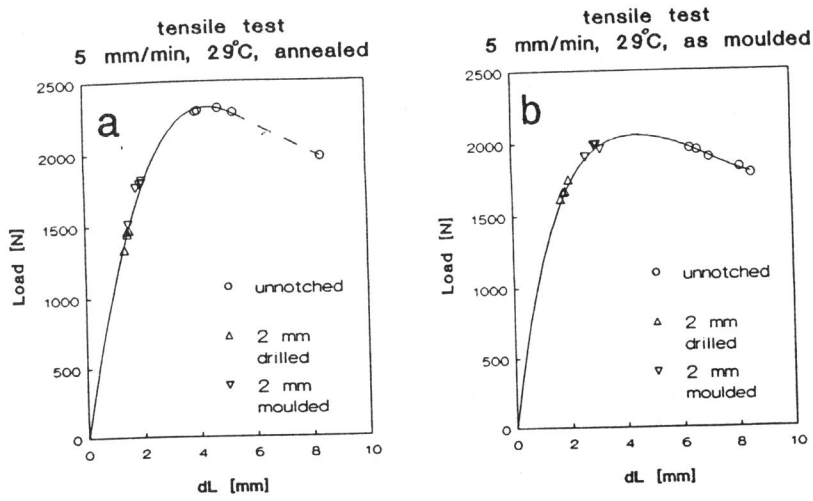 tensile test
5 mm/min, 29°C, annealed
a
2500
2000
1500
1000
500
0
Load [N]
0 2 4 6 8 10
dL [mm]
unnotched
2 mm
drilled
2 mm
moulded
tensile test
5 mm/min, 29°C, as moulded
b
2500
2000
1500
1000
500
0
Load [N]
0 2 4 6 8 10
dL [mm]
unnotched
2 mm
drilled
2 mm
moulded